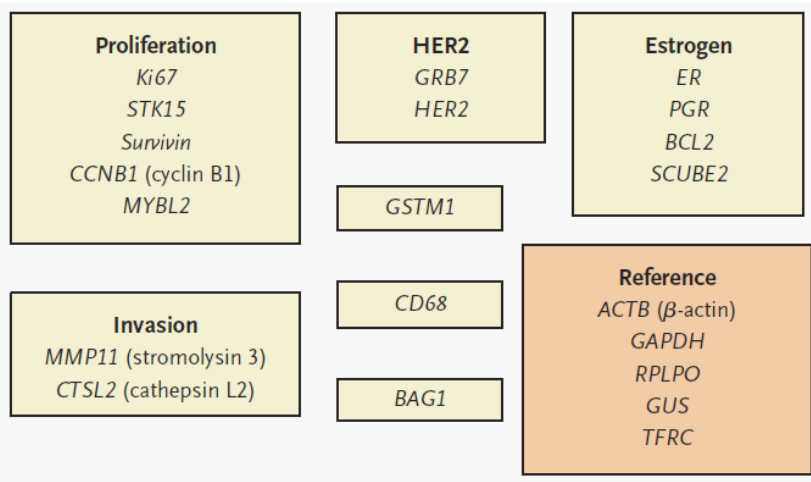 Proliferation
Ki67
STK15
Survivin
CCNB1 (cyclin B1)
MYBL2
Invasion
MMP11 (stromolysin 3)
CTSL2 (cathepsin L2)
HER2
GRB7
HER2
GSTM1
CD68
BAG1
Estrogen
ER
PGR
BCL2
SCUBE2
Reference
ACTB (β-actin)
GAPDH
RPLPO
GUS
TFRC